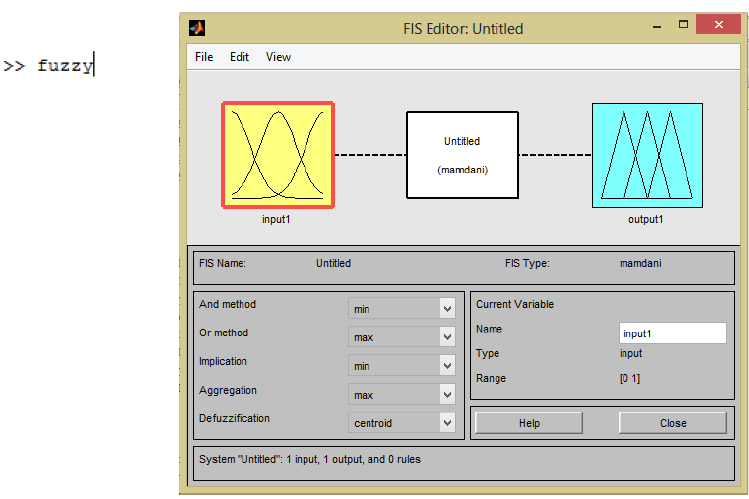 >> fuzzy
FIS Editor: Untitled
File Edit View
Untitled
(mamdani)
input1
output1
FIS Name: Untitled FIS Type: mamdani
And method min
Or method max
Implication min
Aggregation max
Defuzzification centroid
Current Variable
Name input1
Type input
Range [0 1]
Help Close
System "Untitled": 1 input, 1 output, and 0 rules